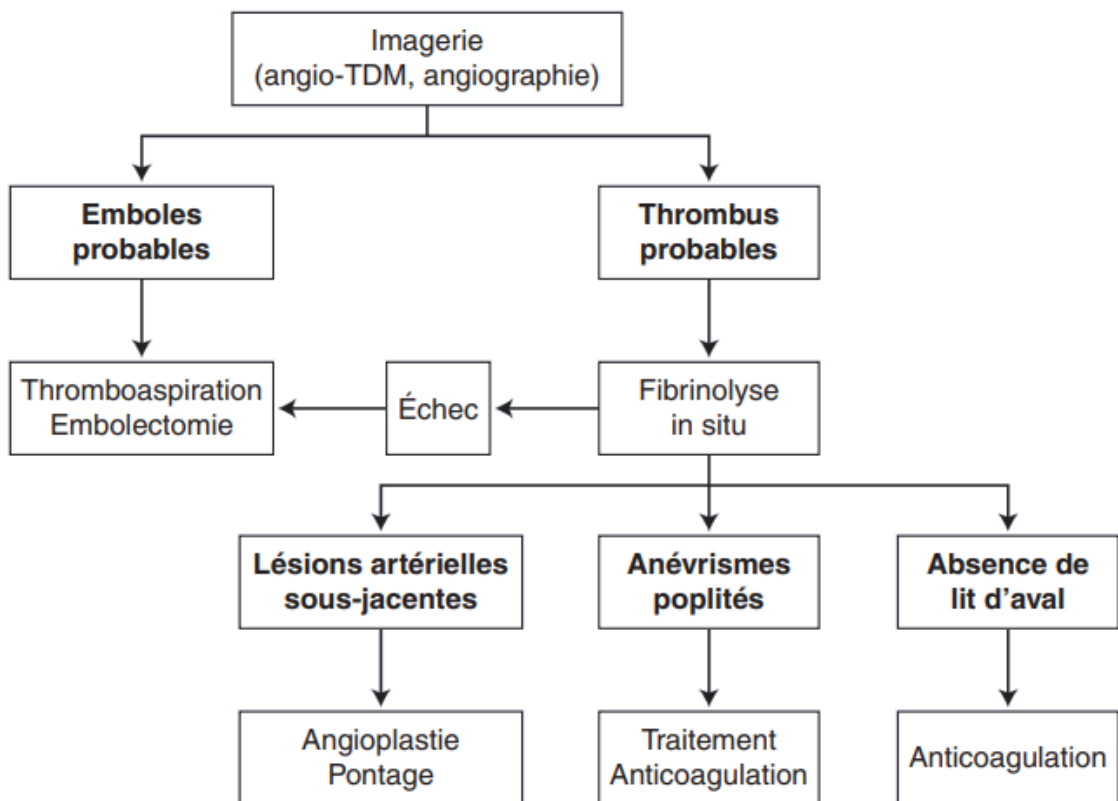 Imagerie
(angio-TDM, angiographie)
Emboles
probables
Thrombus
probables
Thromboaspiration
Embolectomie
Échec
Fibrinolyse
in situ
Lésions artérielles
sous-jacentes
Anévrismes
poplités
Absence de
lit d'aval
Angioplastie
Pontage
Traitement
Anticoagulation
Anticoagulation